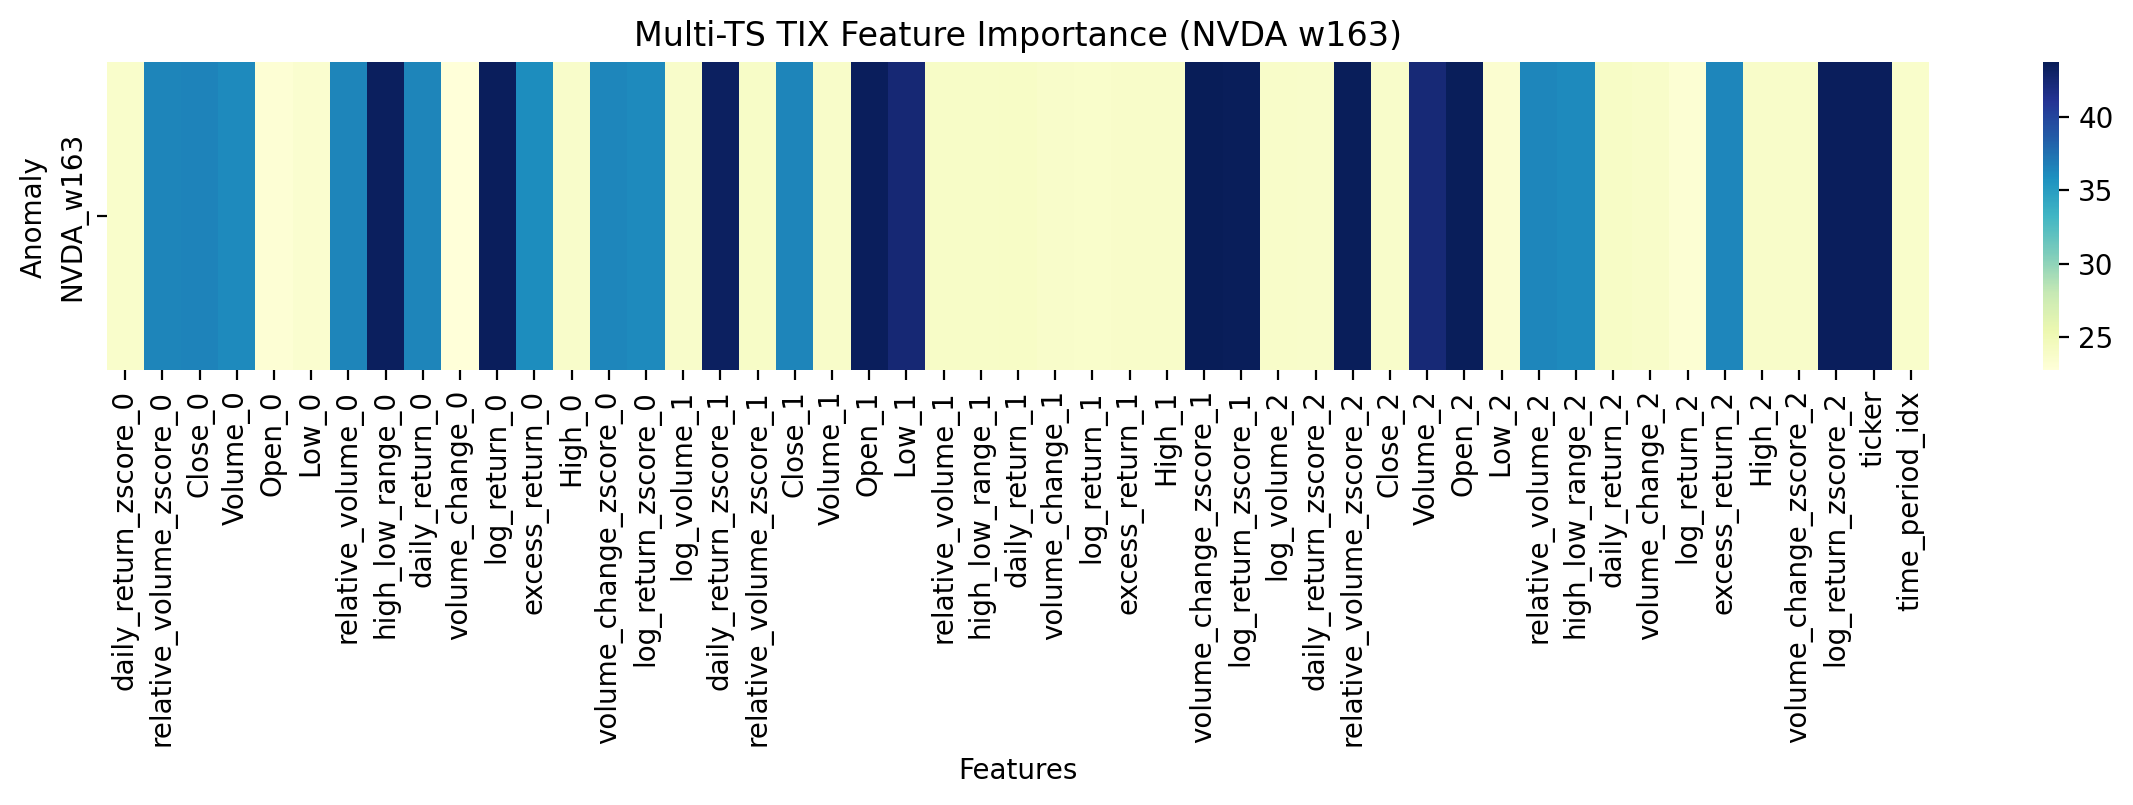 Multi-TS TIX Feature Importance (NVDA w163)
Anomaly
NVDA_w163
40
35
30
25
daily_return_zscore_0
relative_volume_zscore_0
Close_0
Volume_0
Open_0
Low_0
relative_volume_0
high_low_range_0
daily_return_0
volume_change_0
log_return_0
excess_return_0
High_0
volume_change_zscore_0
log_return_zscore_0
log_volume_1
daily_return_zscore_1
relative_volume_zscore_1
Close_1
Volume_1
Open_1
Low_1
relative_volume_1
high_low_range_1
daily_return_1
volume_change_1
log_return_1
excess_return_1
High_1
volume_change_zscore_1
log_return_zscore_1
log_volume_2
daily_return_zscore_2
relative_volume_zscore_2
Close_2
Volume_2
Open_2
Low_2
relative_volume_2
high_low_range_2
daily_return_2
volume_change_2
log_return_2
excess_return_2
High_2
volume_change_zscore_2
log_return_zscore_2
ticker
time_period_idx
Features